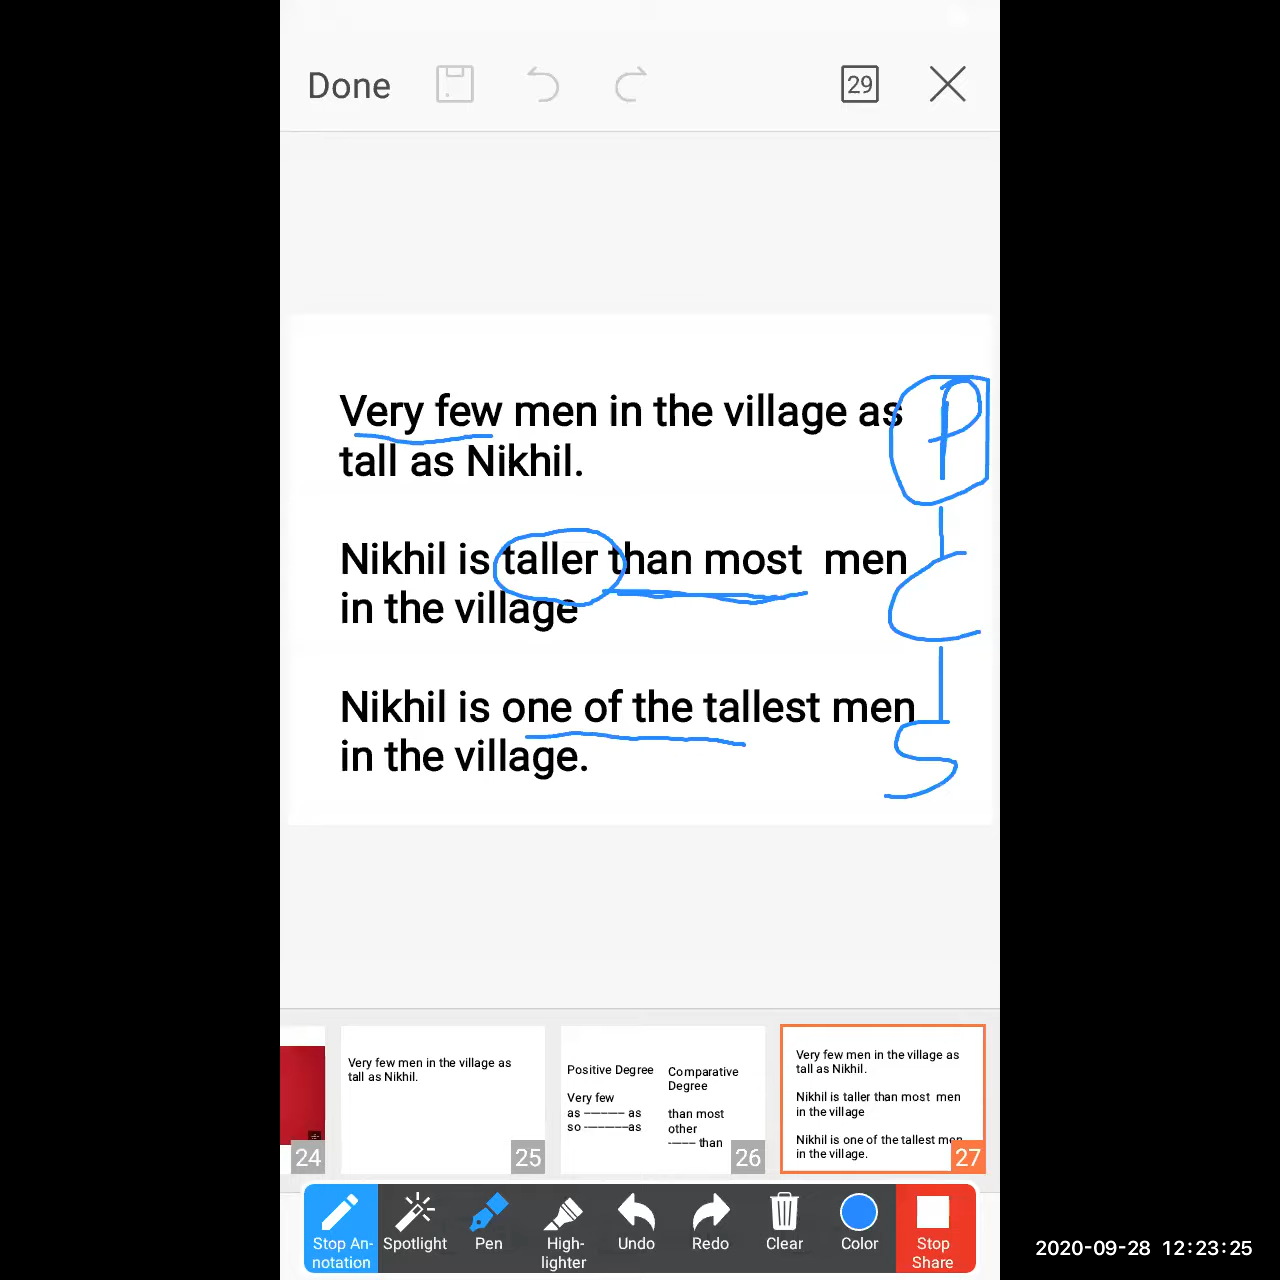 Done
29
Very few men in the village as
tall as Nikhil.
P
Nikhil is taller than most men
in the village
C
Nikhil is one of the tallest men
in the village.
S
24
Very few men in the village as
tall as Nikhil.
25
Positive Degree
Very few
as ------ as
so ------as
Comparative
Degree
than most
other
---- than
26
Very few men in the village as
tall as Nikhil.
Nikhil is taller than most men
in the village
Nikhil is one of the tallest men
in the village.
27
Stop An-
notation
Spotlight
Pen
High-
lighter
Undo
Redo
Clear
Color
Stop
Share
2020-09-28 12:23:25